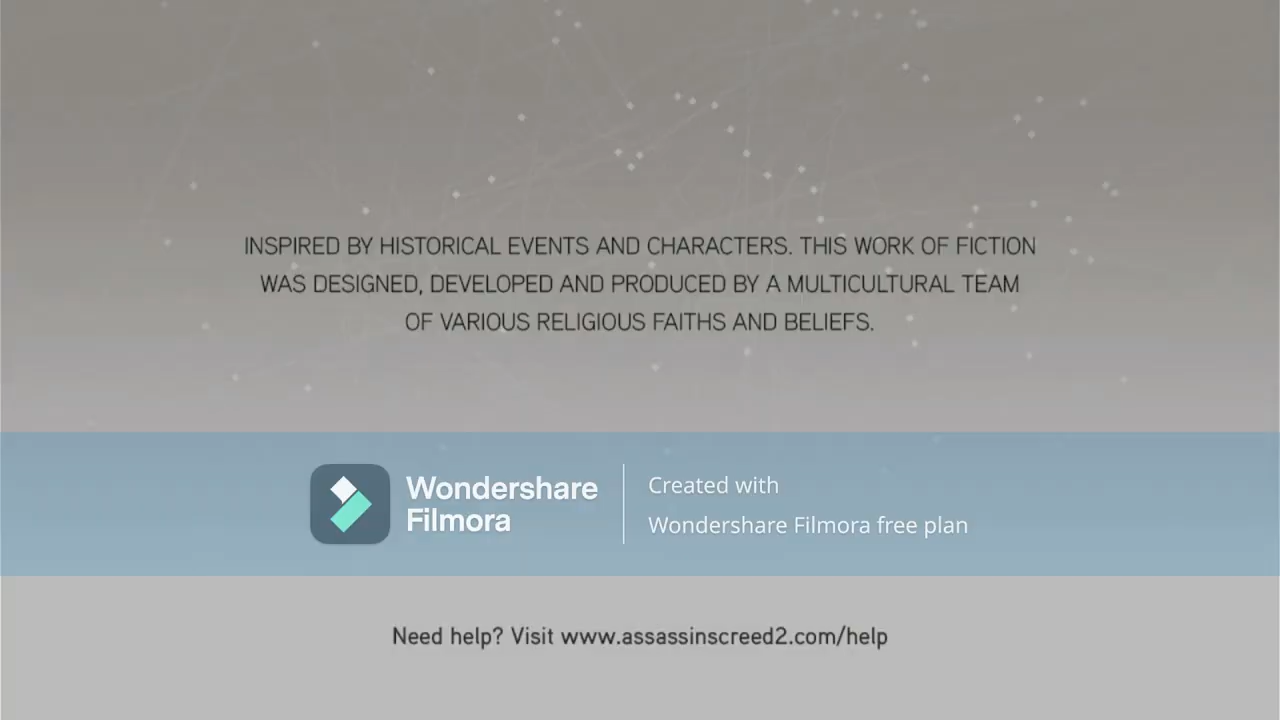 INSPIRED BY HISTORICAL EVENTS AND CHARACTERS. THIS WORK OF FICTION
WAS DESIGNED, DEVELOPED AND PRODUCED BY A MULTICULTURAL TEAM
OF VARIOUS RELIGIOUS FAITHS AND BELIEFS.
Wondershare
Filmora
Created with
Wondershare Filmora free plan
Need help? Visit www.assassinscreed2.com/help